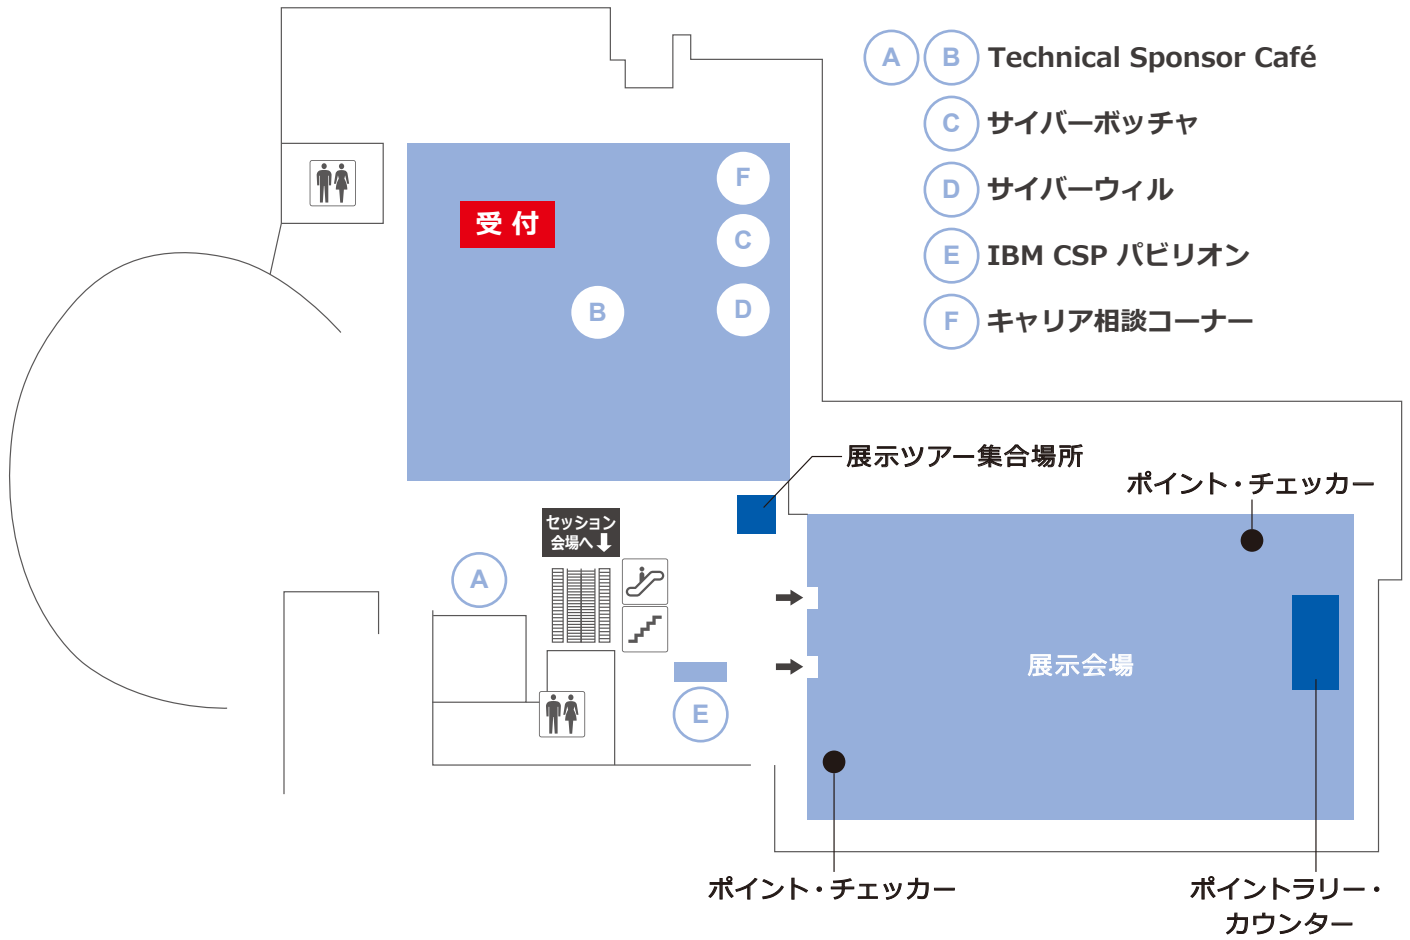 A B Technical Sponsor Café
C サイバーボッチャ
D サイバーウィル
E IBM CSP パビリオン
F キャリア相談コーナー
F
受付
C
B
D
展示ツアー集合場所
ポイント・チェッカー
セッション
会場へ
A
展示会場
E
ポイント・チェッカー
ポイントラリー・
カウンター